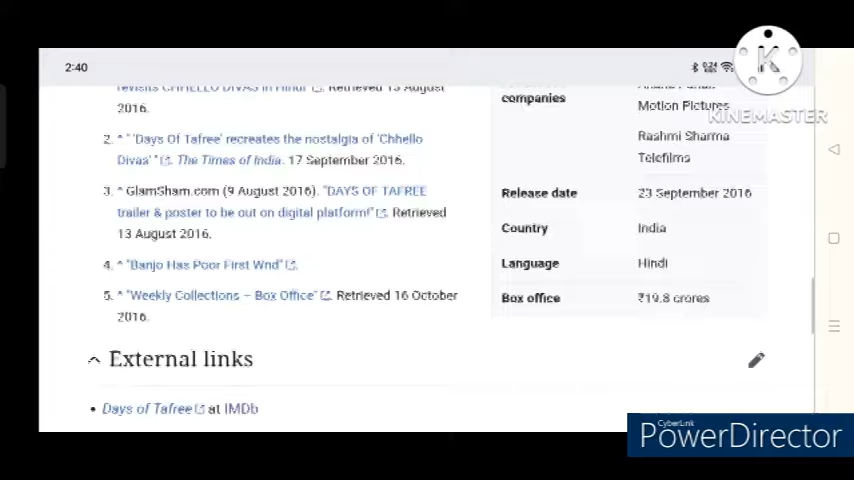 2:40
KINEMASTER
revisits CHHELLO DIVAS in Hindi". Retrieved 13 August
2016.
2. ^ "'Days Of Tafree' recreates the nostalgia of 'Chhello
Divas'". The Times of India. 17 September 2016.
3. ^ GlamSham.com (9 August 2016). "DAYS OF TAFREE
trailer & poster to be out on digital platform!". Retrieved
13 August 2016.
4. ^ "Banjo Has Poor First Wnd".
5. ^ "Weekly Collections – Box Office". Retrieved 16 October
2016.
companies
Motion Pictures
Rashmi Sharma
Telefilms
Release date 23 September 2016
Country India
Language Hindi
Box office ₹19.8 crores
External links
• Days of Tafree at IMDb
CyberLink
PowerDirector